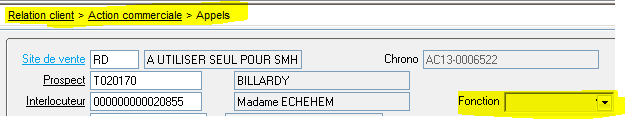 Relation client > Action commerciale > Appels
Site de vente RD A UTILISER SEUL POUR SMH Chrono AC13-0006522
Prospect T020170 BILLARDY
Interlocuteur 000000000020855 Madame ECHEHEM Fonction